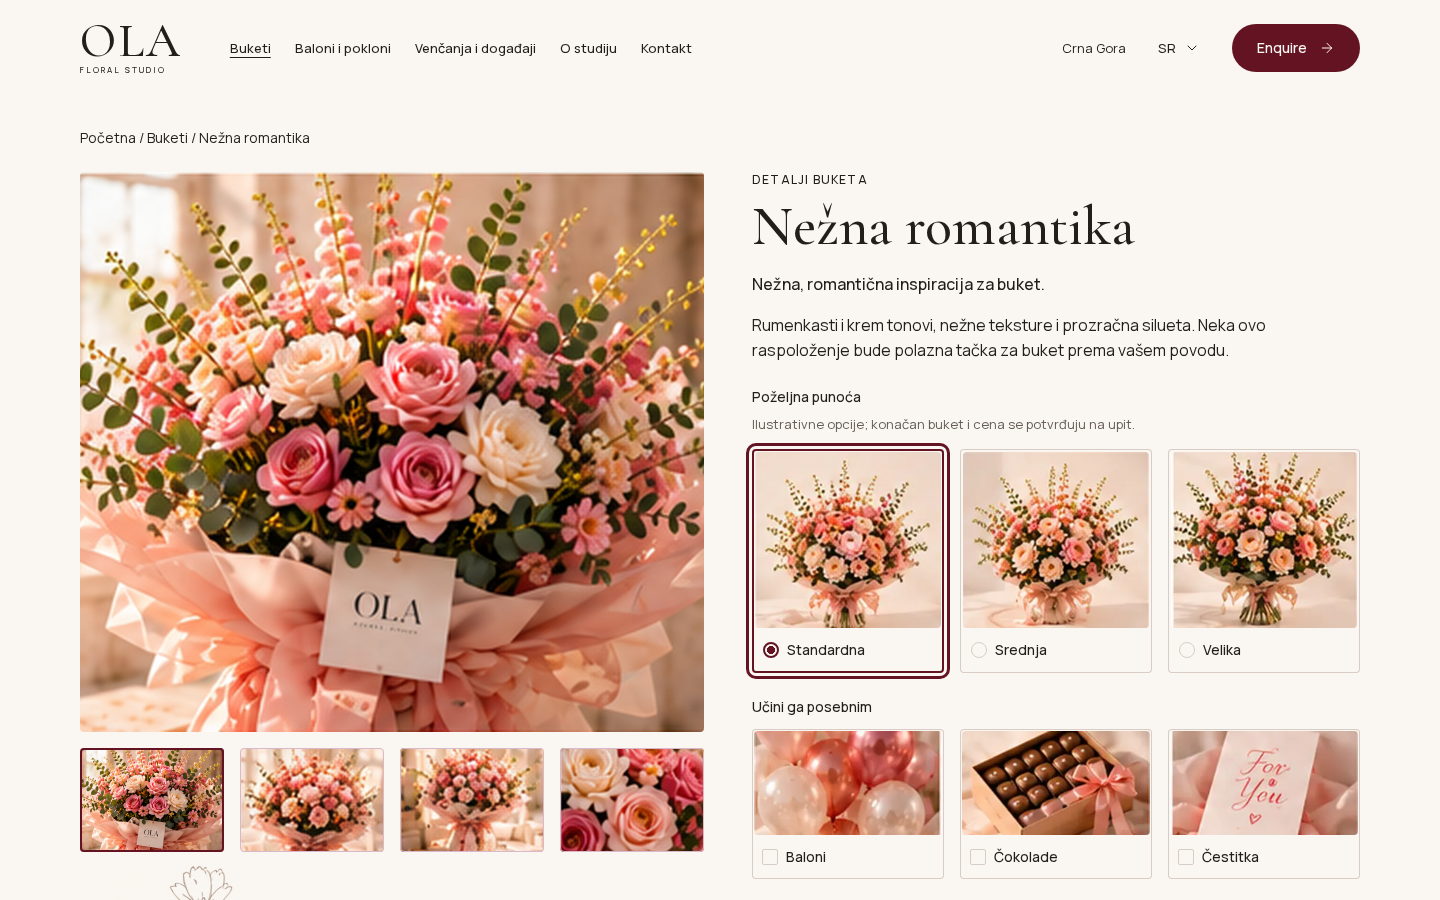 OLA
FLORAL STUDIO
Buketi
Baloni i pokloni
Venčanja i događaji
O studiju
Kontakt
Crna Gora
SR
Enquire
Početna / Buketi / Nežna romantika
DETALJI BUKETA
Nežna romantika
Nežna, romantična inspiracija za buket.
Rumenkasti i krem tonovi, nežne teksture i prozračna silueta. Neka ovo
raspoloženje bude polazna tačka za buket prema vašem povodu.
Poželjna punoća
Ilustrativne opcije; konačan buket i cena se potvrđuju na upit.
Standardna
Srednja
Velika
Učini ga posebnim
For
a
You
Baloni
Čokolade
Čestitka
OLA
OLA